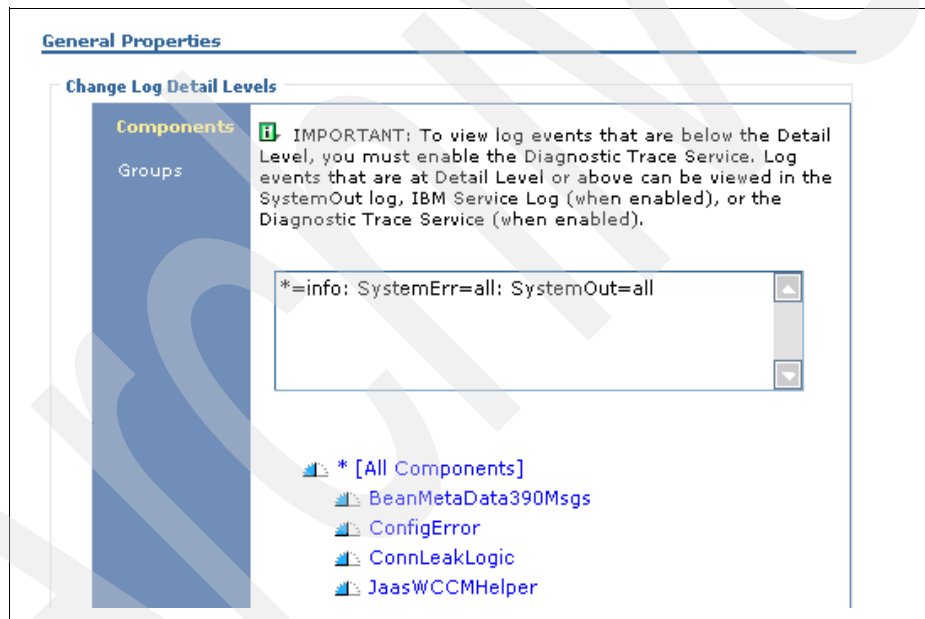 General Properties
Change Log Detail Levels
Components
Groups
IMPORTANT: To view log events that are below the Detail
Level, you must enable the Diagnostic Trace Service. Log
events that are at Detail Level or above can be viewed in the
SystemOut log, IBM Service Log (when enabled), or the
Diagnostic Trace Service (when enabled).
*=info: SystemErr=all: SystemOut=all
* [All Components]
BeanMetaData390Msgs
ConfigError
ConnLeakLogic
JaasWCCMHelper